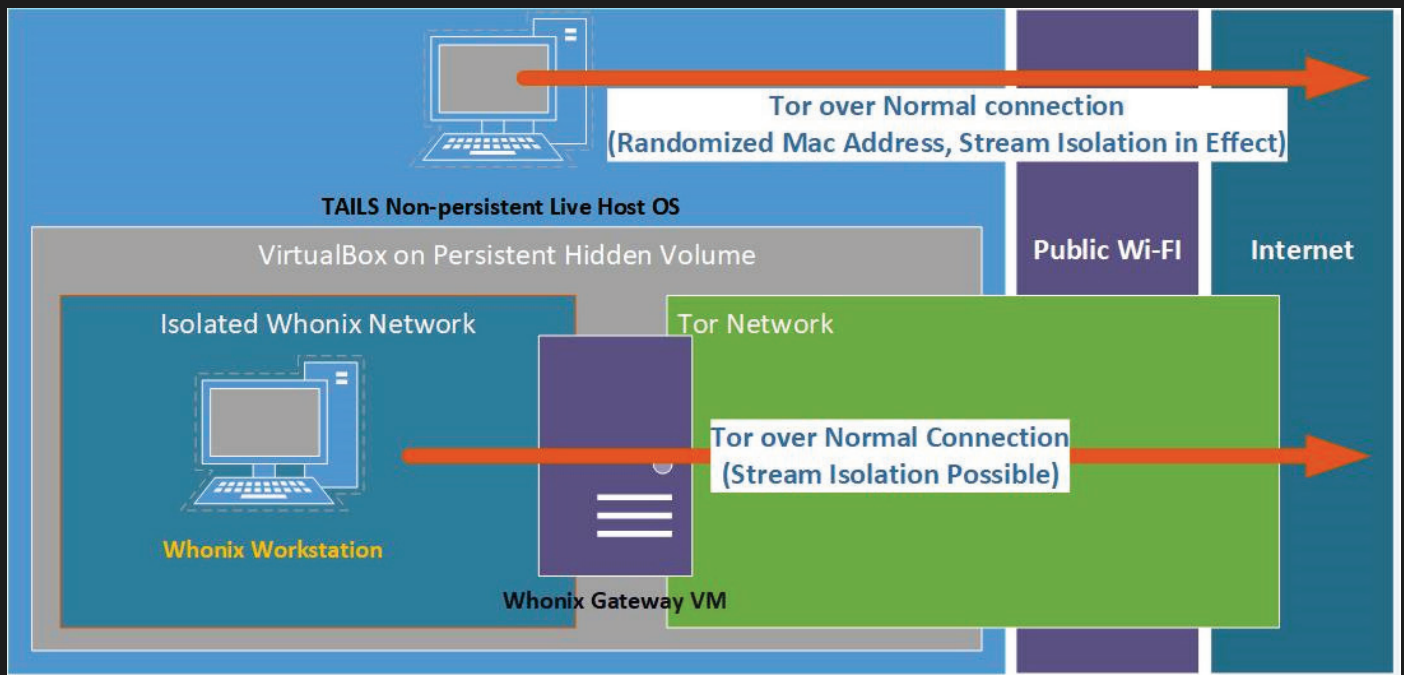 Tor over Normal connection
(Randomized Mac Address, Stream Isolation in Effect)
TAILS Non-persistent Live Host OS
VirtualBox on Persistent Hidden Volume
Public Wi-FI
Internet
Isolated Whonix Network
Tor Network
Tor over Normal Connection
(Stream Isolation Possible)
Whonix Workstation
Whonix Gateway VM